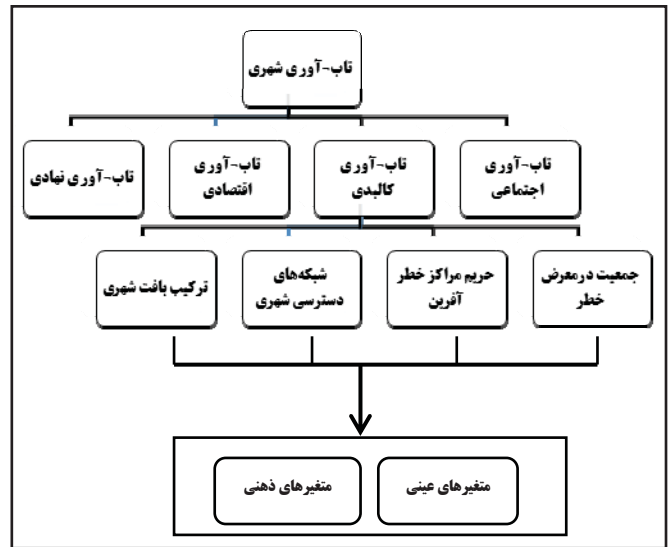 تاب-آوری شهری
تاب-آوری
اجتماعی
تاب-آوری
کالبدی
تاب-آوری
اقتصادی
تاب-آوری نهادی
جمعیت درمعرض
خطر
حریم مراکز خطر
آفرین
شبکه‌های
دسترسی شهری
ترکیب بافت شهری
متغیرهای عینی
متغیرهای ذهنی